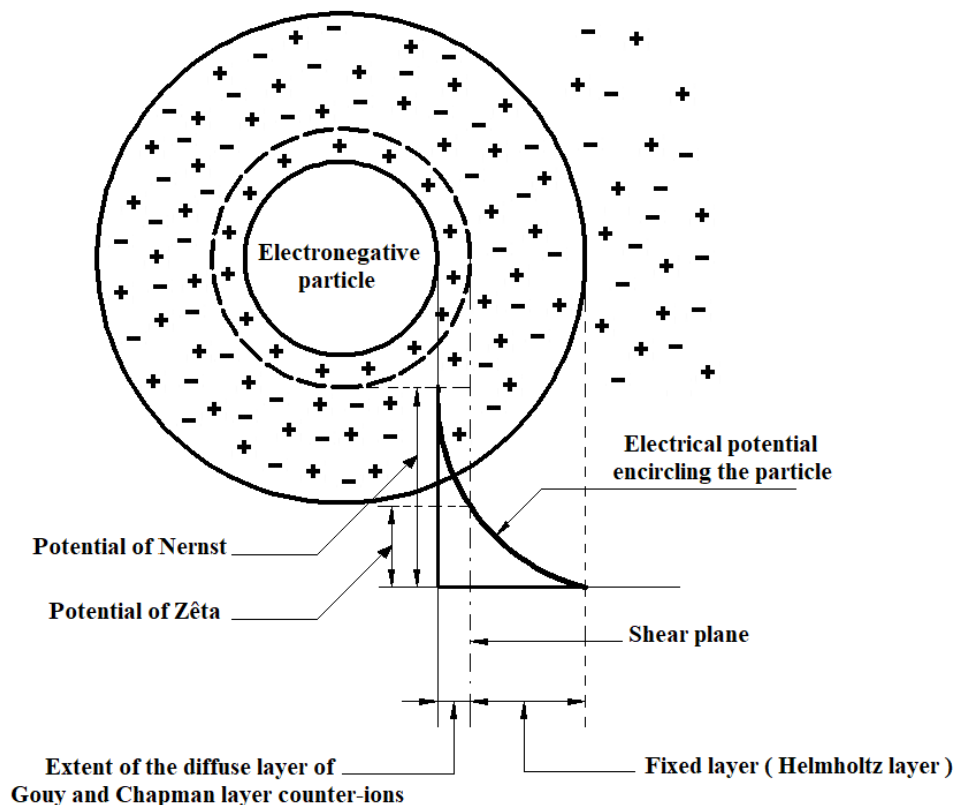 Electronegative
particle
Electrical potential
encircling the particle
Potential of Nernst
Potential of Zêta
Shear plane
Extent of the diffuse layer of
Gouy and Chapman layer counter-ions
Fixed layer ( Helmholtz layer )